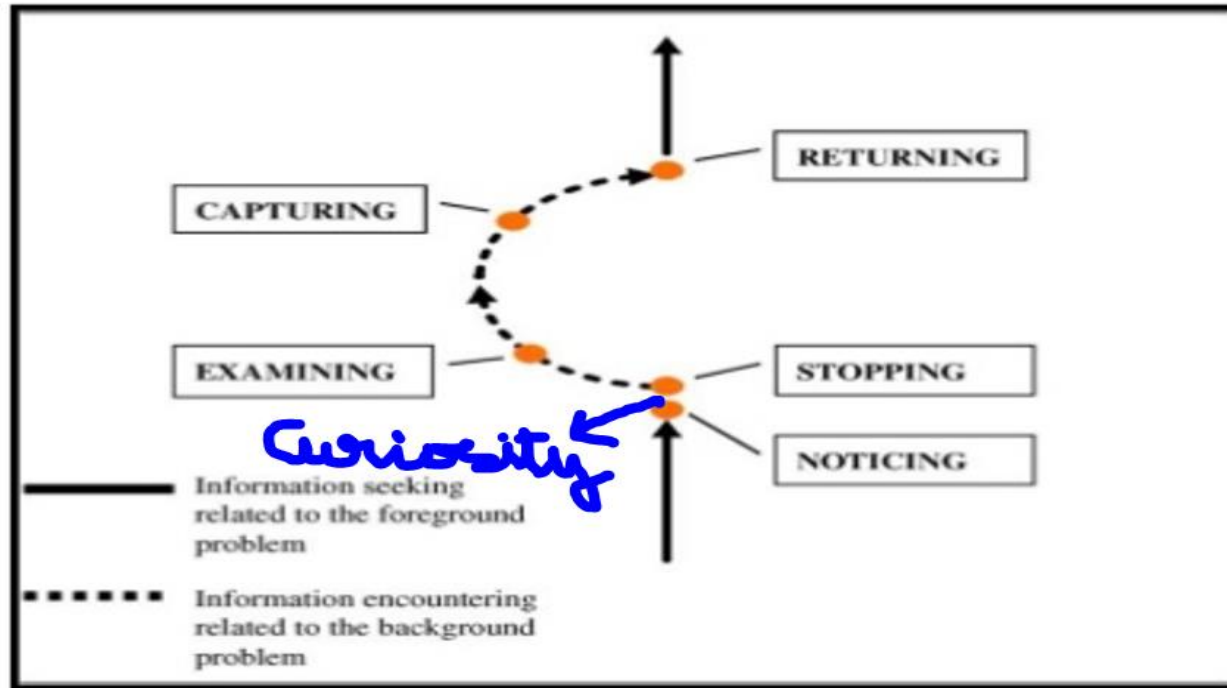 RETURNING
CAPTURING
EXAMINING
STOPPING
Curiosity
NOTICING
Information seeking
related to the foreground
problem
Information encountering
related to the background
problem